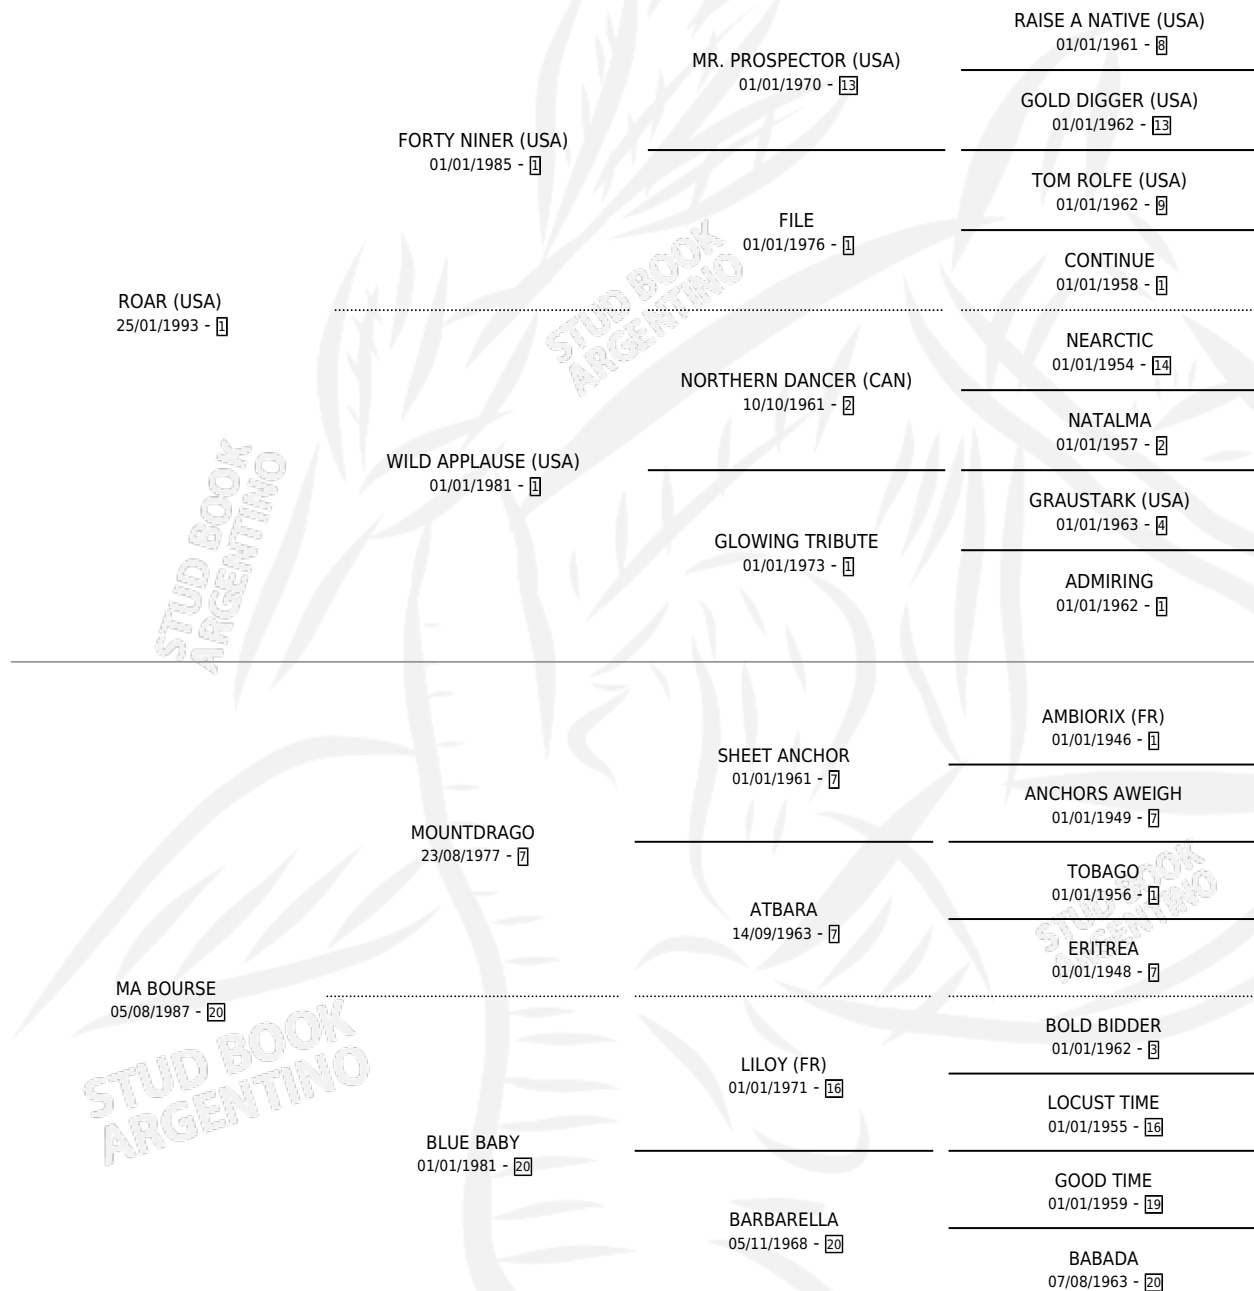 RAISE A NATIVE (USA)
01/01/1961 - 8
MR. PROSPECTOR (USA)
01/01/1970 - 13
GOLD DIGGER (USA)
01/01/1962 - 13
FORTY NINER (USA)
01/01/1985 - 1
TOM ROLFE (USA)
01/01/1962 - 9
FILE
01/01/1976 - 1
CONTINUE
01/01/1958 - 1
ROAR (USA)
25/01/1993 - 1
NEARCTIC
01/01/1954 - 14
NORTHERN DANCER (CAN)
10/10/1961 - 2
NATALMA
01/01/1957 - 2
WILD APPLAUSE (USA)
01/01/1981 - 1
GRAUSTARK (USA)
01/01/1963 - 4
GLOWING TRIBUTE
01/01/1973 - 1
ADMIRING
01/01/1962 - 1
AMBIORIX (FR)
01/01/1946 - 1
SHEET ANCHOR
01/01/1961 - 7
ANCHORS AWEIGH
01/01/1949 - 7
MOUNTDRAGO
23/08/1977 - 7
TOBAGO
01/01/1956 - 1
ATBARA
14/09/1963 - 7
ERITREA
01/01/1948 - 7
MA BOURSE
05/08/1987 - 20
BOLD BIDDER
01/01/1962 - 3
LILOY (FR)
01/01/1971 - 16
LOCUST TIME
01/01/1955 - 16
BLUE BABY
01/01/1981 - 20
GOOD TIME
01/01/1959 - 19
BARBARELLA
05/11/1968 - 20
BABADA
07/08/1963 - 20
STUD BOOK
ARGENTINO
STUD BOOK
ARGENTINO
STUD BOOK
ARGENTINO
STUD BOOK
ARGENTINO